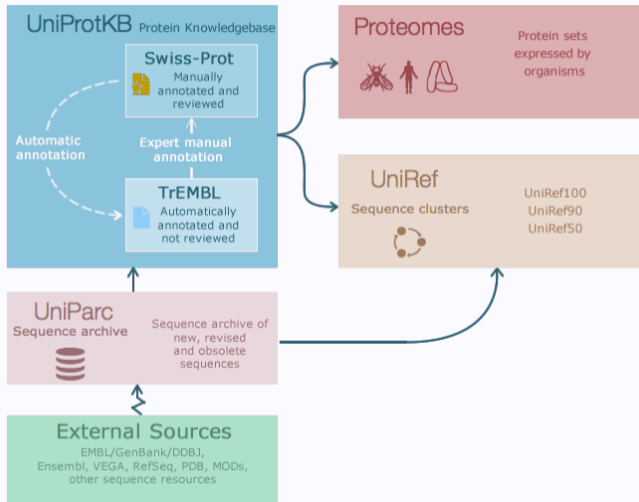 UniProtKB Protein Knowledgebase
Swiss-Prot
Manually
annotated and
reviewed
Automatic
annotation
Expert manual
annotation
TrEMBL
Automatically
annotated and
not reviewed
Proteomes
Protein sets
expressed by
organisms
UniRef
Sequence clusters
UniRef100
UniRef90
UniRef50
UniParc
Sequence archive
Sequence archive of
new, revised
and obsolete
sequences
External Sources
EMBL/GenBank/DDBJ,
Ensembl, VEGA, RefSeq, PDB, MODs,
other sequence resources